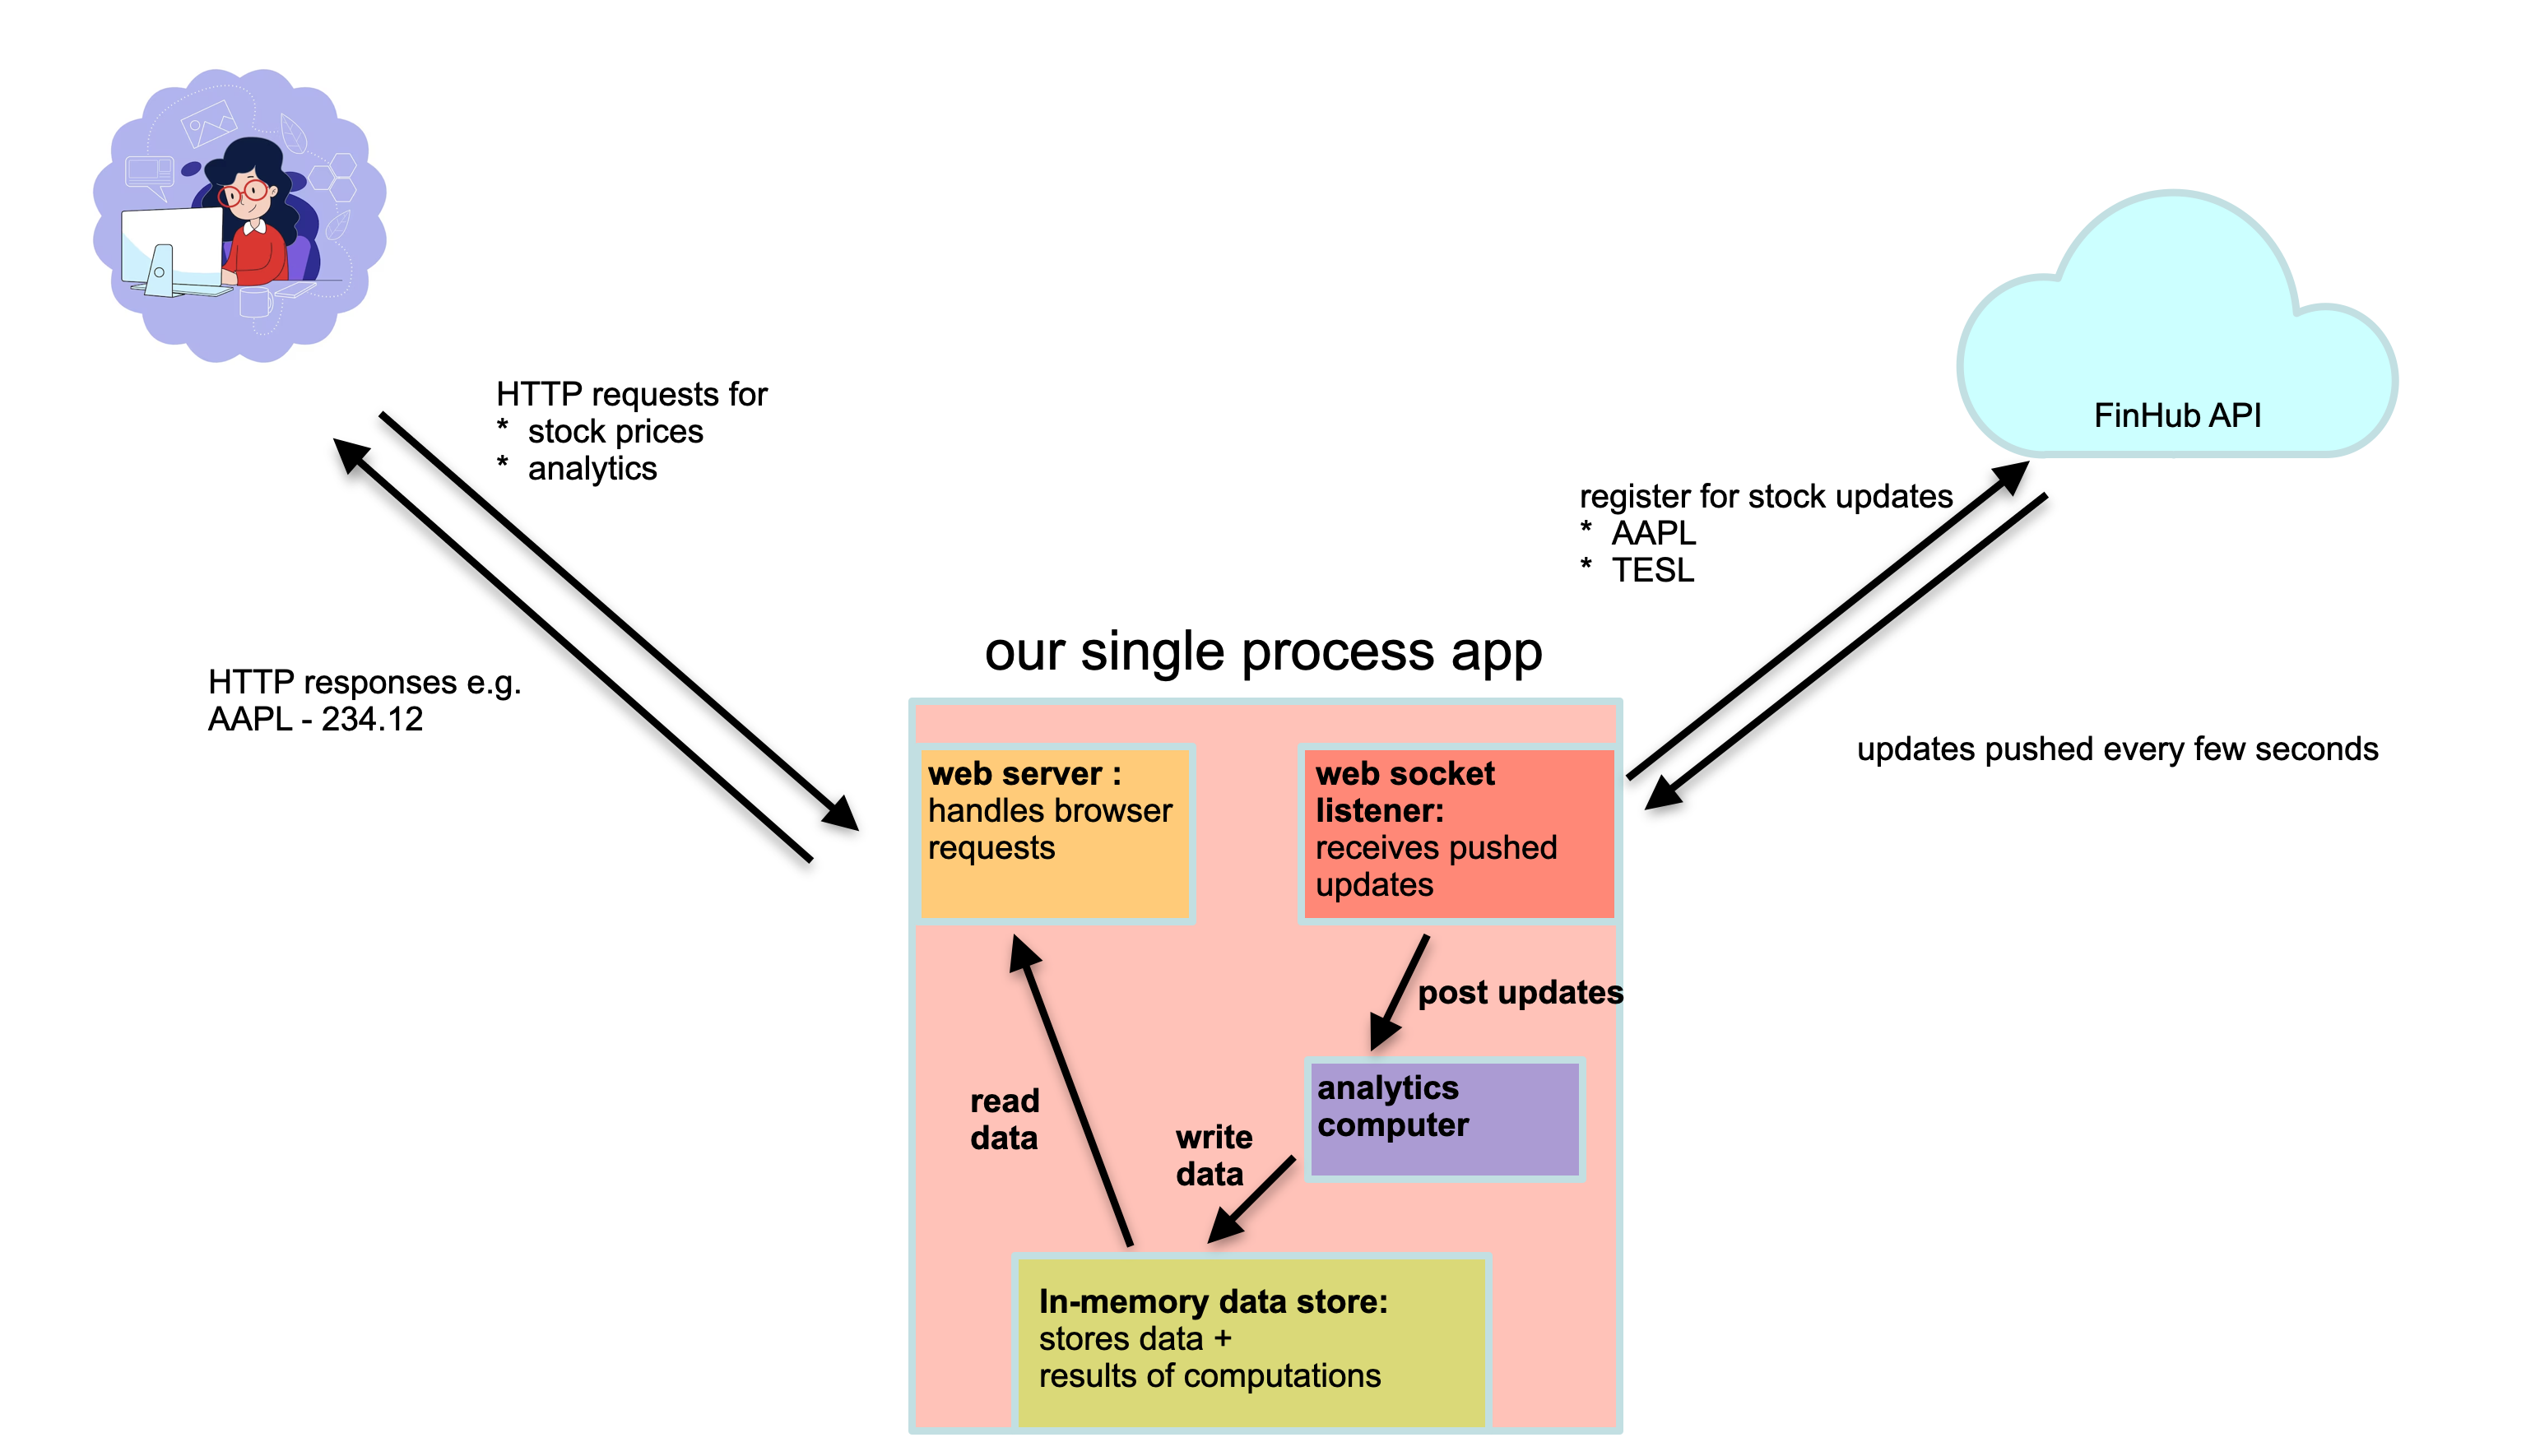 HTTP requests for
* stock prices
* analytics
HTTP responses e.g.
AAPL - 234.12
FinHub API
register for stock updates
* AAPL
* TESL
updates pushed every few seconds
our single process app
web server :
handles browser
requests
web socket
listener:
receives pushed
updates
post updates
analytics
computer
read
data
write
data
In-memory data store:
stores data +
results of computations